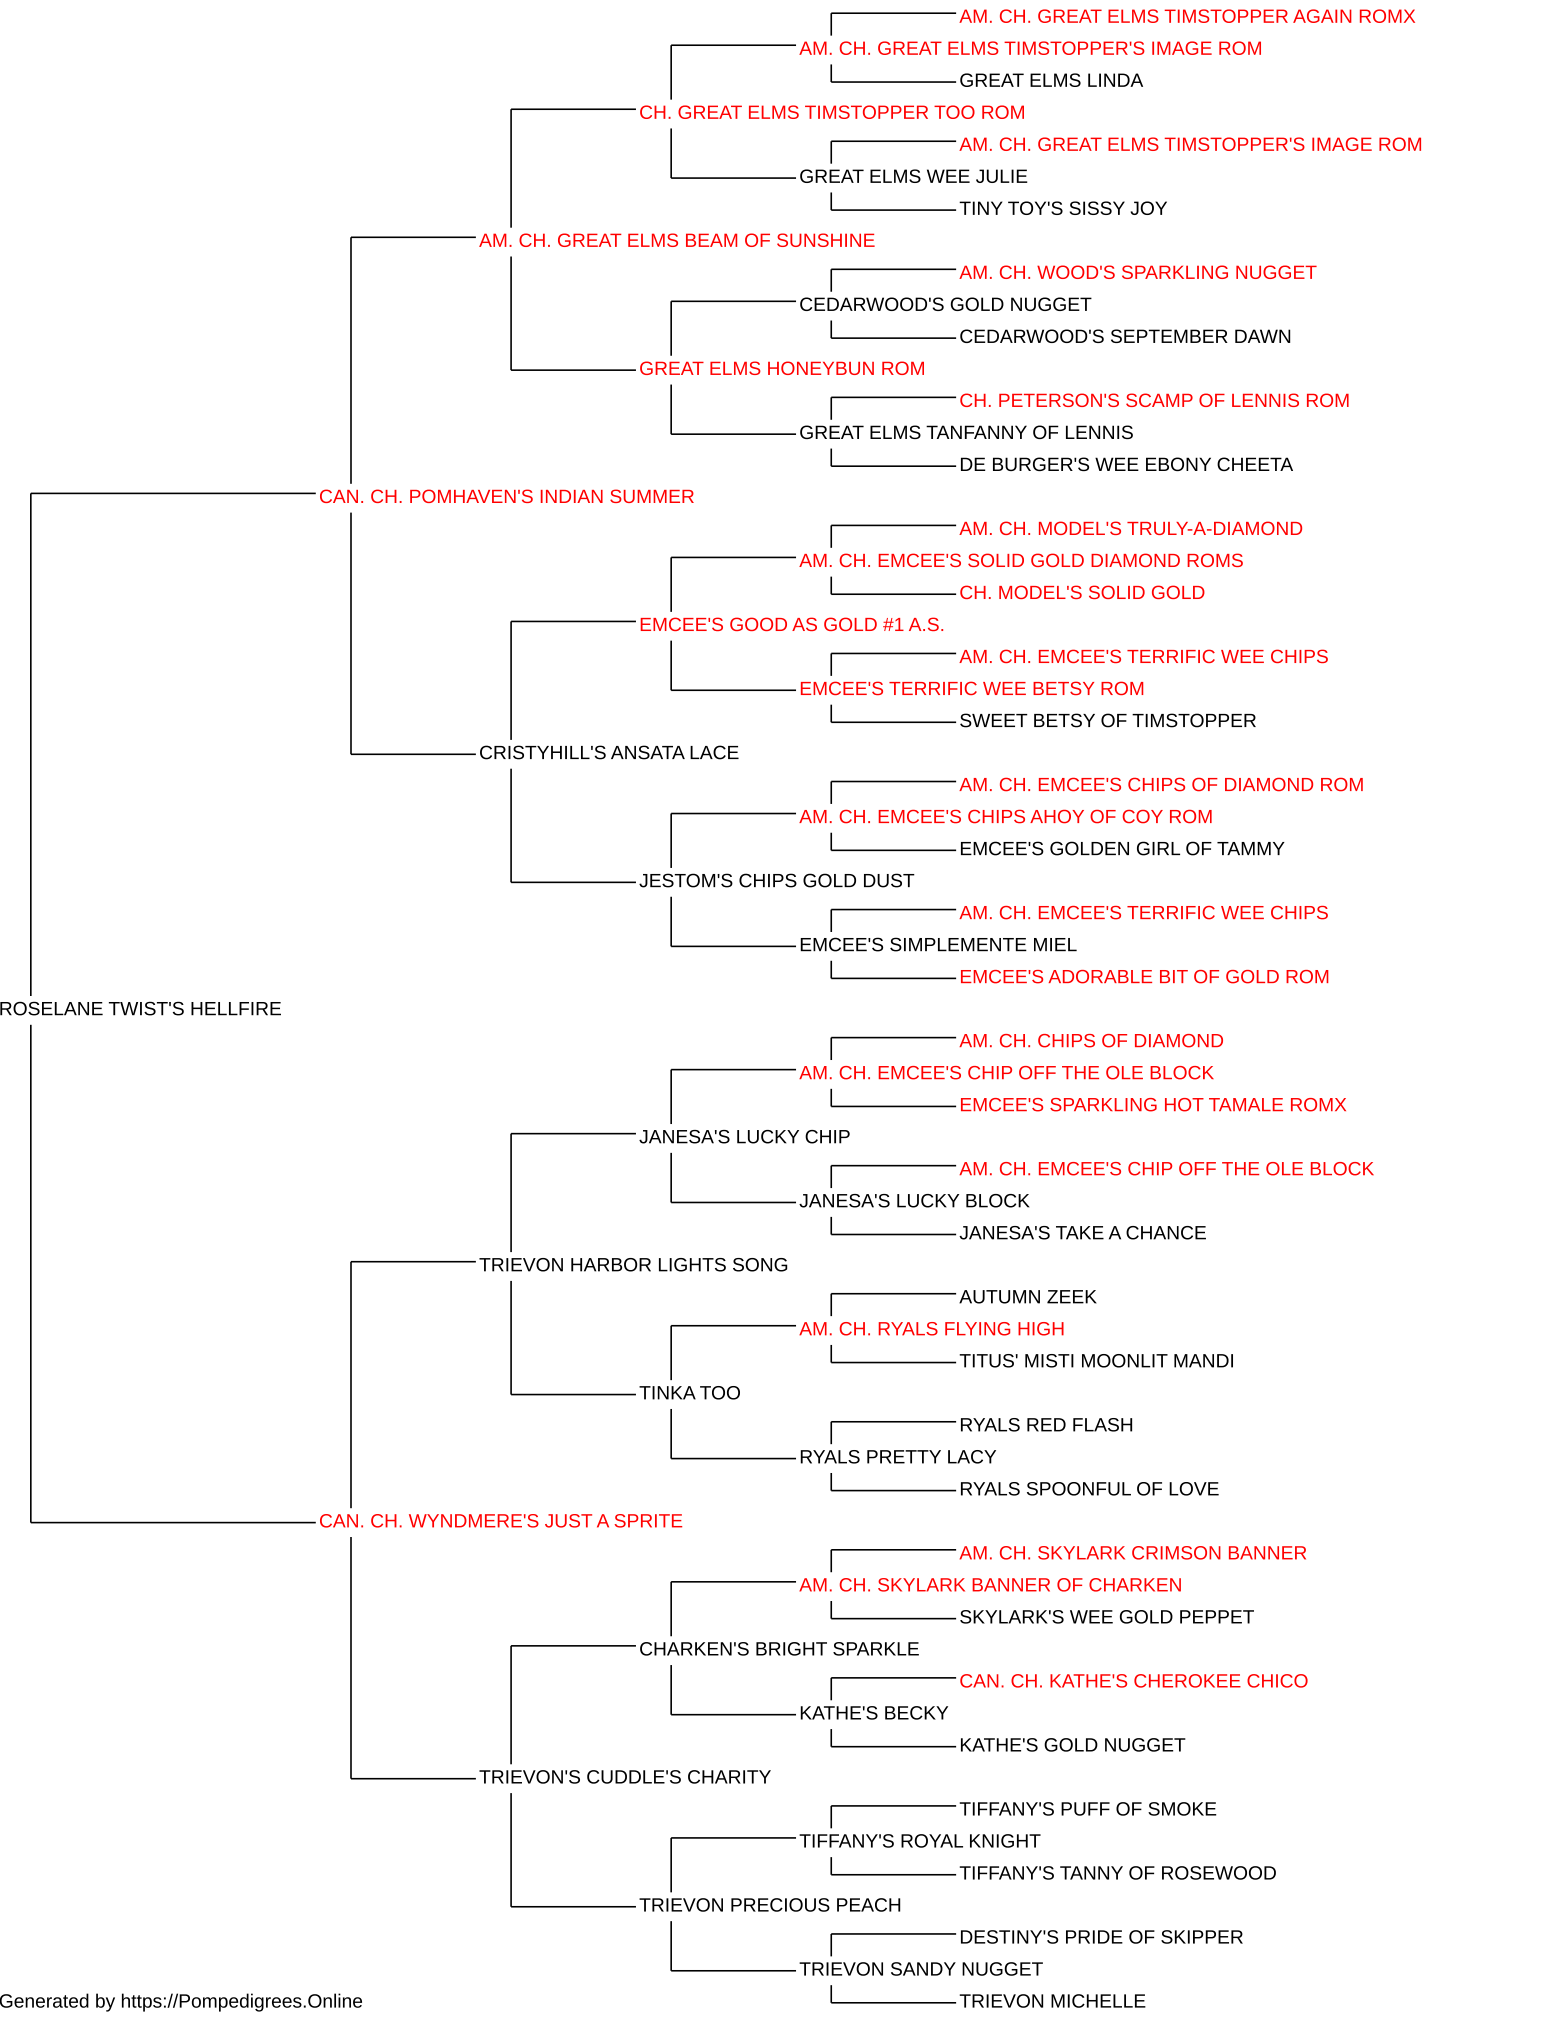 AM. CH. GREAT ELMS TIMSTOPPER AGAIN ROMX
AM. CH. GREAT ELMS TIMSTOPPER'S IMAGE ROM
GREAT ELMS LINDA
CH. GREAT ELMS TIMSTOPPER TOO ROM
AM. CH. GREAT ELMS TIMSTOPPER'S IMAGE ROM
GREAT ELMS WEE JULIE
TINY TOY'S SISSY JOY
AM. CH. GREAT ELMS BEAM OF SUNSHINE
AM. CH. WOOD'S SPARKLING NUGGET
CEDARWOOD'S GOLD NUGGET
CEDARWOOD'S SEPTEMBER DAWN
GREAT ELMS HONEYBUN ROM
CH. PETERSON'S SCAMP OF LENNIS ROM
GREAT ELMS TANFANNY OF LENNIS
DE BURGER'S WEE EBONY CHEETA
CAN. CH. POMHAVEN'S INDIAN SUMMER
AM. CH. MODEL'S TRULY-A-DIAMOND
AM. CH. EMCEE'S SOLID GOLD DIAMOND ROMS
CH. MODEL'S SOLID GOLD
EMCEE'S GOOD AS GOLD #1 A.S.
AM. CH. EMCEE'S TERRIFIC WEE CHIPS
EMCEE'S TERRIFIC WEE BETSY ROM
SWEET BETSY OF TIMSTOPPER
CRISTYHILL'S ANSATA LACE
AM. CH. EMCEE'S CHIPS OF DIAMOND ROM
AM. CH. EMCEE'S CHIPS AHOY OF COY ROM
EMCEE'S GOLDEN GIRL OF TAMMY
JESTOM'S CHIPS GOLD DUST
AM. CH. EMCEE'S TERRIFIC WEE CHIPS
EMCEE'S SIMPLEMENTE MIEL
EMCEE'S ADORABLE BIT OF GOLD ROM
ROSELANE TWIST'S HELLFIRE
AM. CH. CHIPS OF DIAMOND
AM. CH. EMCEE'S CHIP OFF THE OLE BLOCK
EMCEE'S SPARKLING HOT TAMALE ROMX
JANESA'S LUCKY CHIP
AM. CH. EMCEE'S CHIP OFF THE OLE BLOCK
JANESA'S LUCKY BLOCK
JANESA'S TAKE A CHANCE
TRIEVON HARBOR LIGHTS SONG
AUTUMN ZEEK
AM. CH. RYALS FLYING HIGH
TITUS' MISTI MOONLIT MANDI
TINKA TOO
RYALS RED FLASH
RYALS PRETTY LACY
RYALS SPOONFUL OF LOVE
CAN. CH. WYNDMERE'S JUST A SPRITE
AM. CH. SKYLARK CRIMSON BANNER
AM. CH. SKYLARK BANNER OF CHARKEN
SKYLARK'S WEE GOLD PEPPET
CHARKEN'S BRIGHT SPARKLE
CAN. CH. KATHE'S CHEROKEE CHICO
KATHE'S BECKY
KATHE'S GOLD NUGGET
TRIEVON'S CUDDLE'S CHARITY
TIFFANY'S PUFF OF SMOKE
TIFFANY'S ROYAL KNIGHT
TIFFANY'S TANNY OF ROSEWOOD
TRIEVON PRECIOUS PEACH
DESTINY'S PRIDE OF SKIPPER
TRIEVON SANDY NUGGET
TRIEVON MICHELLE
Generated by https://Pompedigrees.Online